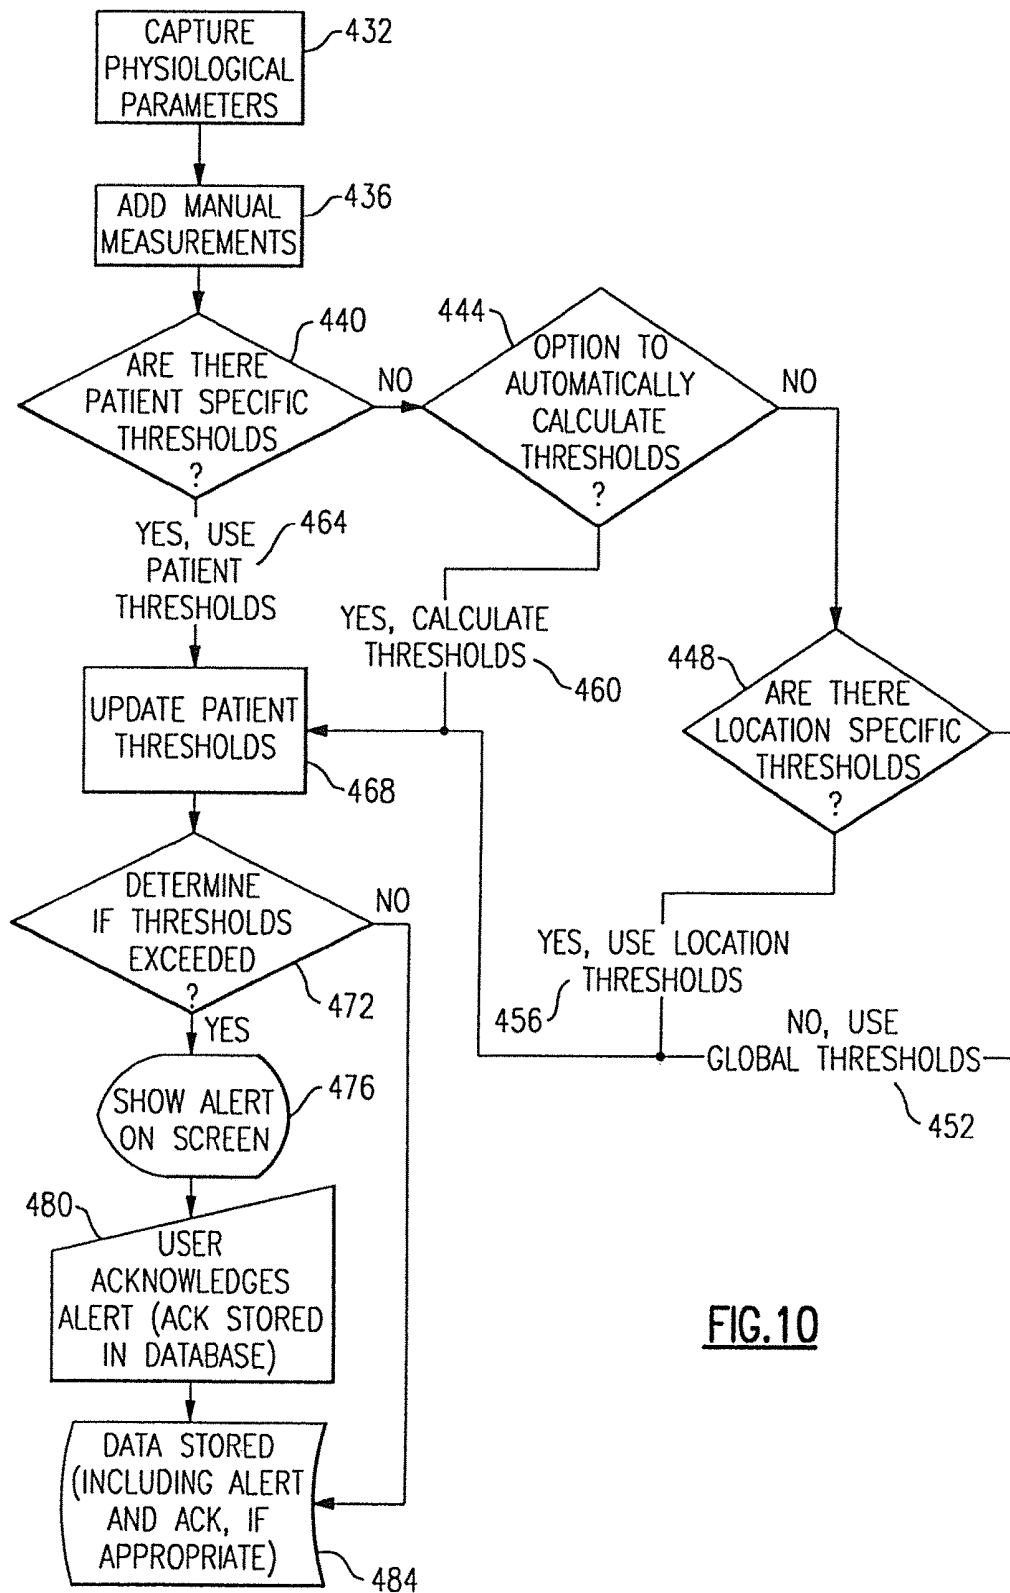 CAPTURE
PHYSIOLOGICAL
PARAMETERS
432
ADD MANUAL
MEASUREMENTS
436
ARE THERE
PATIENT SPECIFIC
THRESHOLDS
?
440
NO
444
OPTION TO
AUTOMATICALLY
CALCULATE
THRESHOLDS
?
NO
YES, USE
PATIENT
THRESHOLDS
464
YES, CALCULATE
THRESHOLDS
460
448
ARE THERE
LOCATION SPECIFIC
THRESHOLDS
?
UPDATE PATIENT
THRESHOLDS
468
DETERMINE
IF THRESHOLDS
EXCEEDED
?
NO
472
YES
YES, USE LOCATION
THRESHOLDS
456
NO, USE
GLOBAL THRESHOLDS
452
SHOW ALERT
ON SCREEN
476
480
USER
ACKNOWLEDGES
ALERT (ACK STORED
IN DATABASE)
DATA STORED
(INCLUDING ALERT
AND ACK, IF
APPROPRIATE)
484
FIG.10